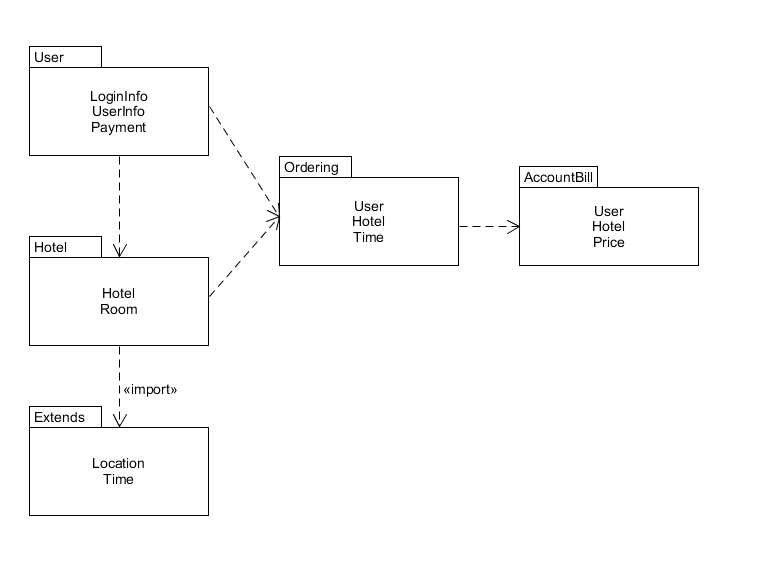 User
LoginInfo
UserInfo
Payment
Ordering
User
Hotel
Time
AccountBill
User
Hotel
Price
Hotel
Hotel
Room
«import»
Extends
Location
Time